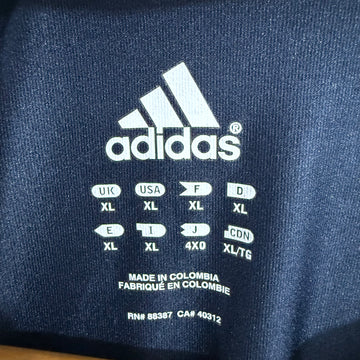 adidas®
UK USA F D
XL XL XL XL
E I J CDN
XL XL 4XO XL/TG
MADE IN COLOMBIA
FABRIQUÉ EN COLOMBIE
RN# 88387 CA# 40312